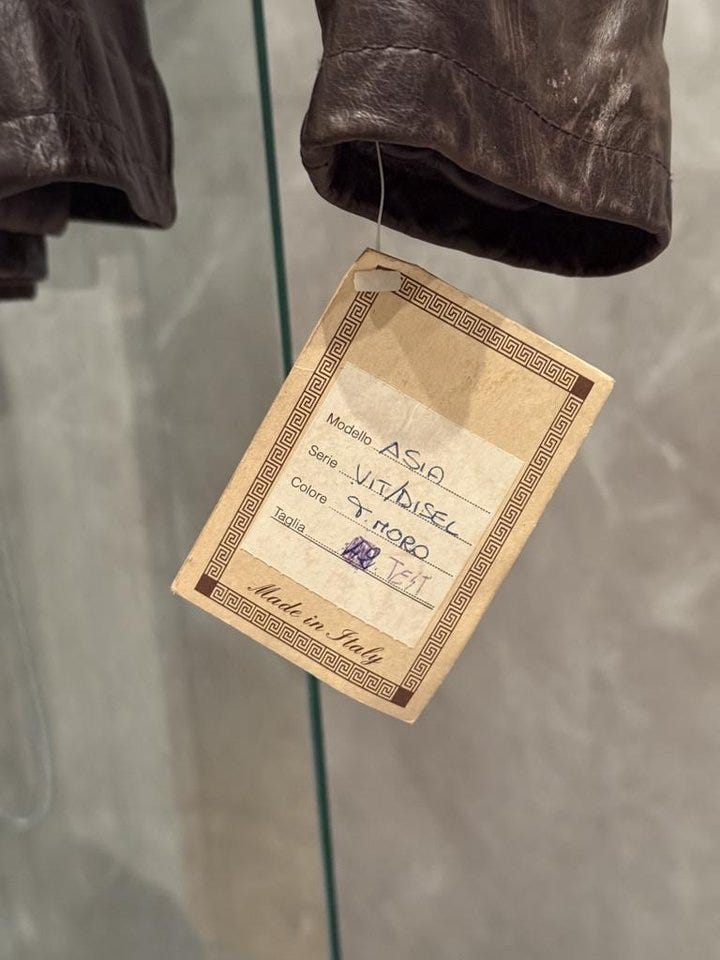 Modello ASIA
Serie VIT/DISEL
Colore T. MORO
Taglia TEST
Made in Italy